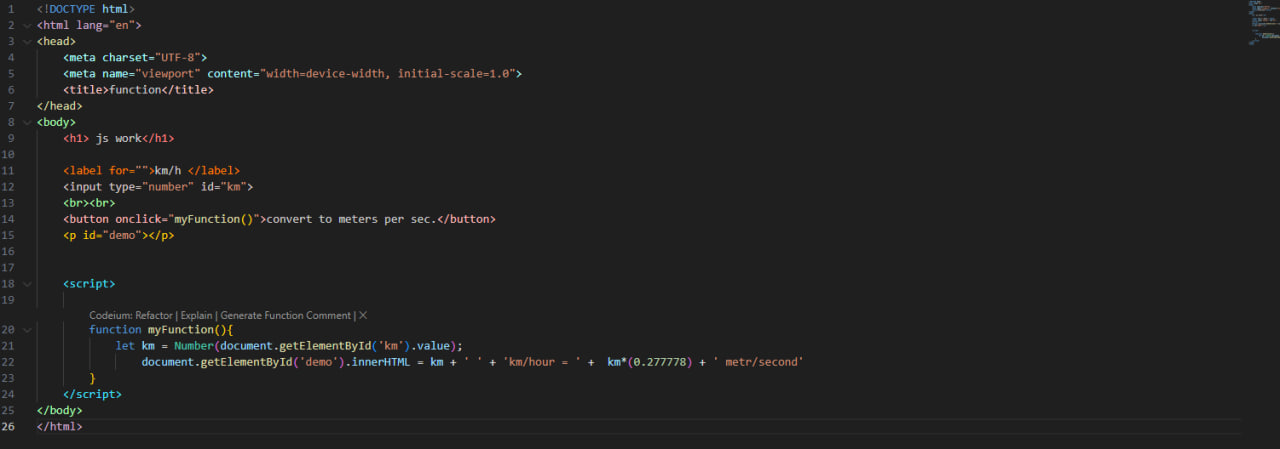 1 <!DOCTYPE html>
2 <html lang="en">
3 <head>
4 <meta charset="UTF-8">
5 <meta name="viewport" content="width=device-width, initial-scale=1.0">
6 <title>function</title>
7 </head>
8 <body>
9 <h1> js work</h1>
10
11 <label for="">km/h </label>
12 <input type="number" id="km">
13 <br><br>
14 <button onclick="myFunction()">convert to meters per sec.</button>
15 <p id="demo"></p>
16
17
18 <script>
19
Codeium: Refactor | Explain | Generate Function Comment | ×
20 function myFunction(){
21 let km = Number(document.getElementById('km').value);
22 document.getElementById('demo').innerHTML = km + ' ' + 'km/hour = ' +  km*(0.277778) + ' metr/second'
23 }
24 </script>
25 </body>
26 </html>